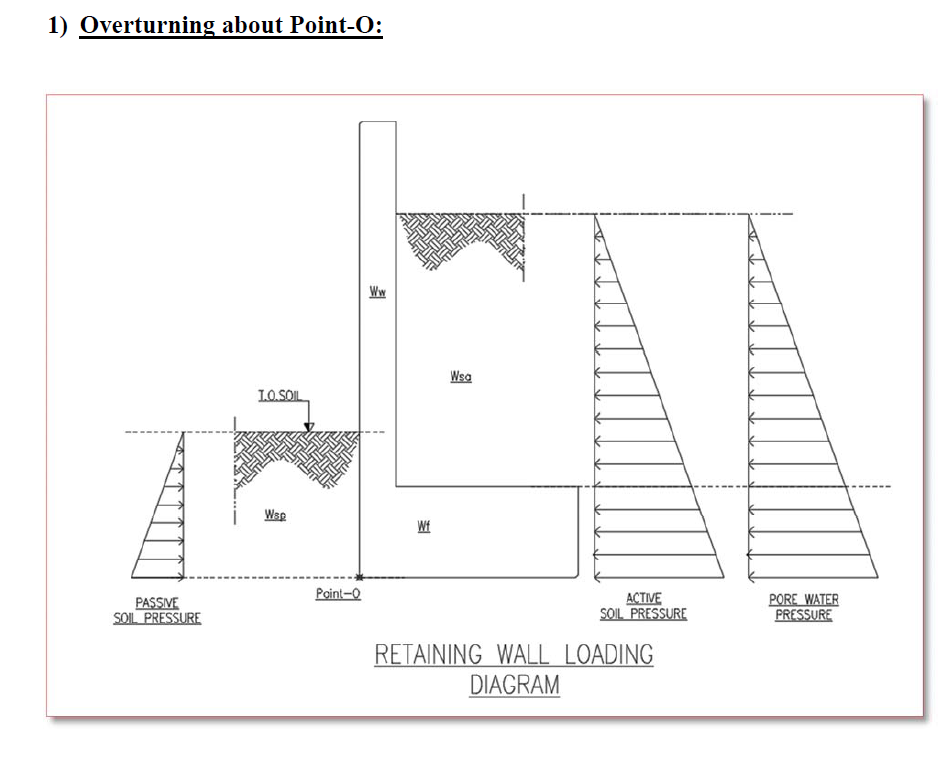 1) Overturning about Point-O:
Ww
Wsa
T.O.SOIL
Wsp
Wf
Point-O
PASSIVE
SOIL PRESSURE
ACTIVE
SOIL PRESSURE
PORE WATER
PRESSURE
RETAINING WALL LOADING
DIAGRAM